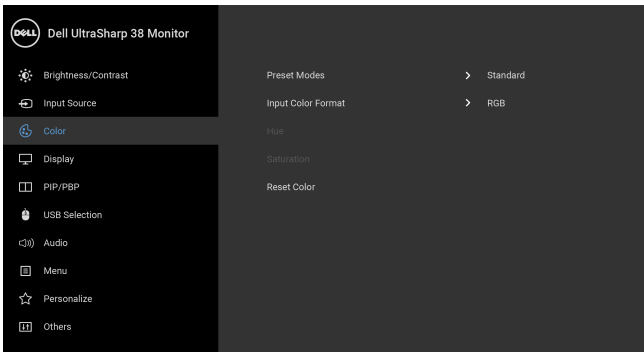 DELL Dell UltraSharp 38 Monitor
Brightness/Contrast
Preset Modes > Standard
Input Source
Input Color Format > RGB
Color
Hue
Display
Saturation
PIP/PBP
Reset Color
USB Selection
Audio
Menu
Personalize
Others